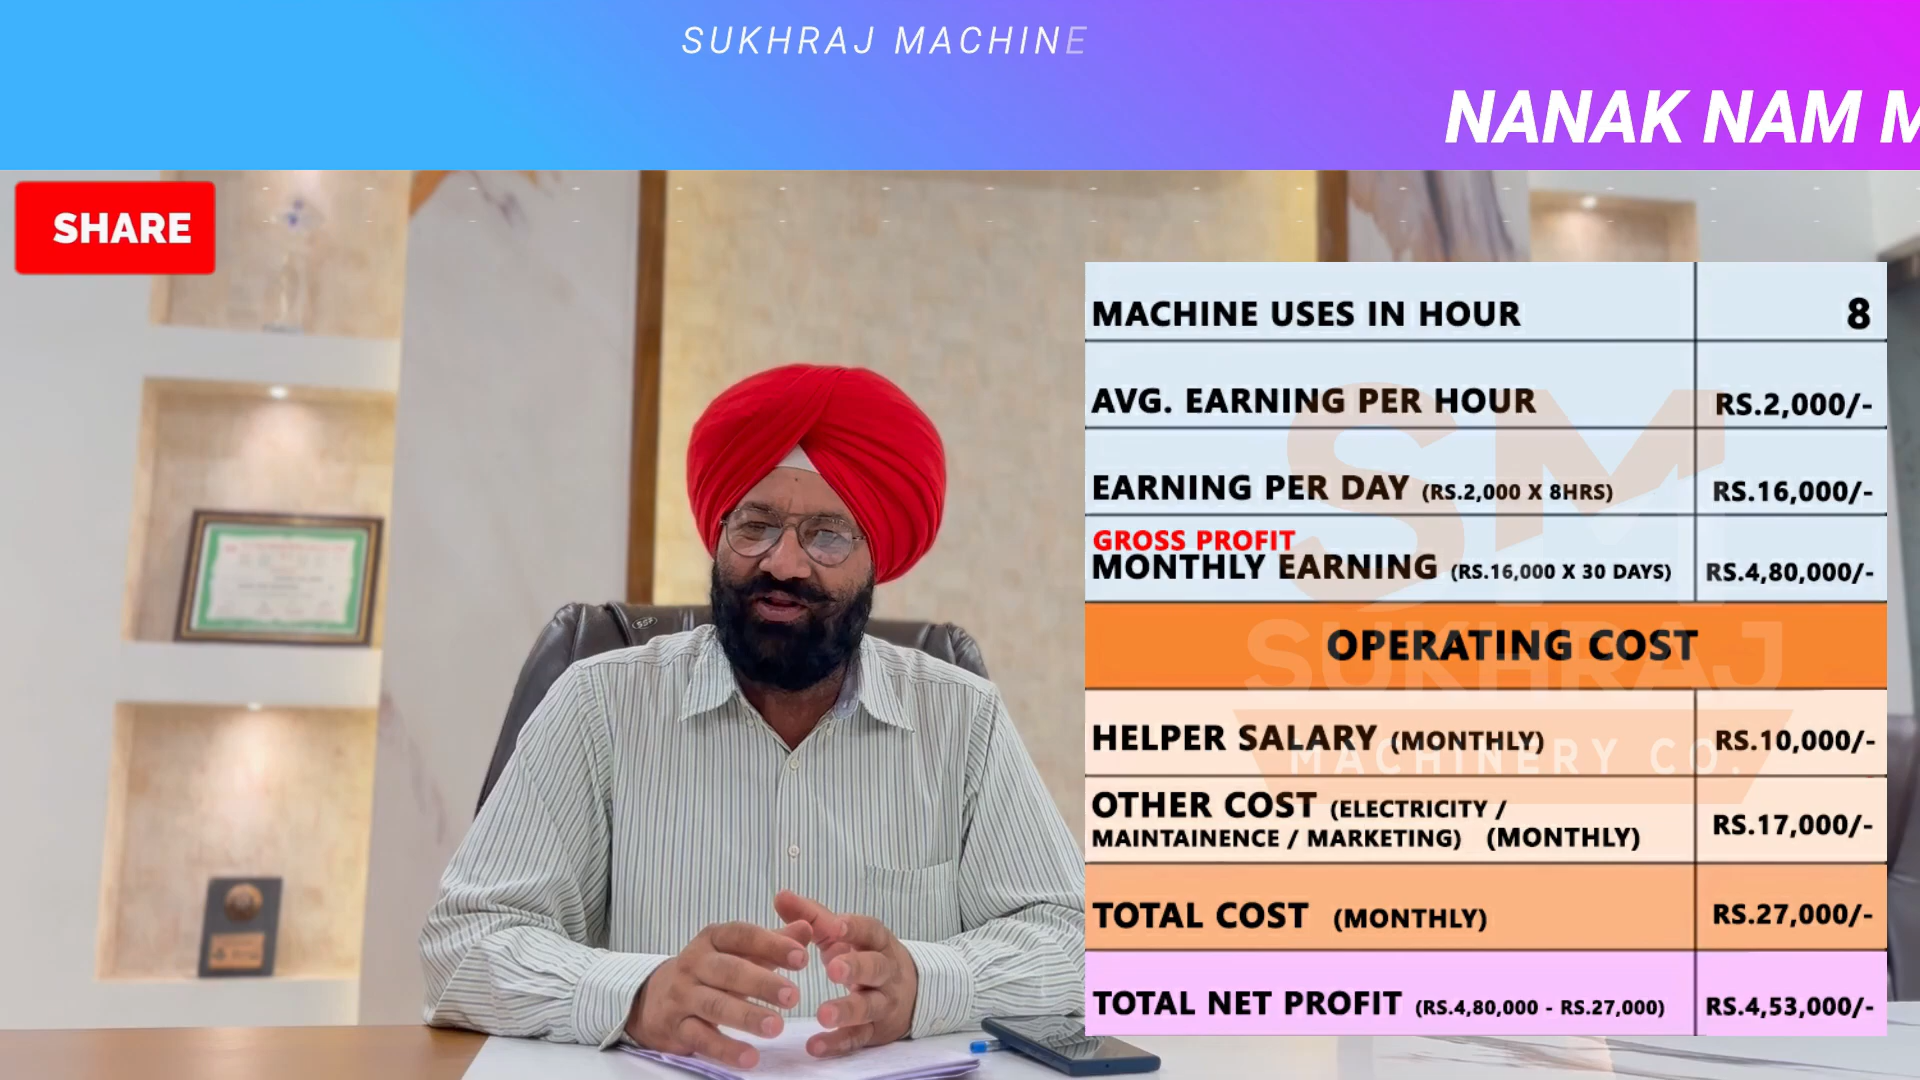 SUKHRAJ MACHINE
NANAK NAM M
SHARE
MACHINE USES IN HOUR 8
AVG. EARNING PER HOUR RS.2,000/-
EARNING PER DAY (RS.2,000 X 8HRS) RS.16,000/-
GROSS PROFIT
MONTHLY EARNING (RS.16,000 X 30 DAYS) RS.4,80,000/-
OPERATING COST
HELPER SALARY (MONTHLY) RS.10,000/-
OTHER COST (ELECTRICITY /
MAINTAINENCE / MARKETING) (MONTHLY) RS.17,000/-
TOTAL COST (MONTHLY) RS.27,000/-
TOTAL NET PROFIT (RS.4,80,000 - RS.27,000) RS.4,53,000/-
SM
SUKHRAJ
MACHINERY CO.